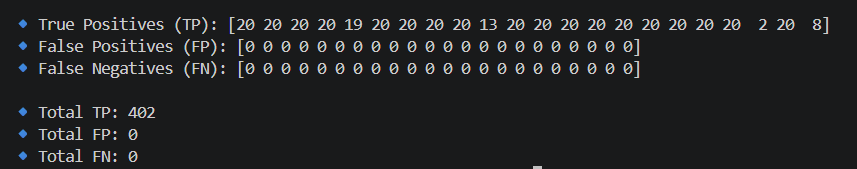 🔹 True Positives (TP): [20 20 20 20 19 20 20 20 20 13 20 20 20 20 20 20 20 20 20  2 20  8]
🔹 False Positives (FP): [0 0 0 0 0 0 0 0 0 0 0 0 0 0 0 0 0 0 0 0 0 0]
🔹 False Negatives (FN): [0 0 0 0 0 0 0 0 0 0 0 0 0 0 0 0 0 0 0 0 0 0]
🔹 Total TP: 402
🔹 Total FP: 0
🔹 Total FN: 0